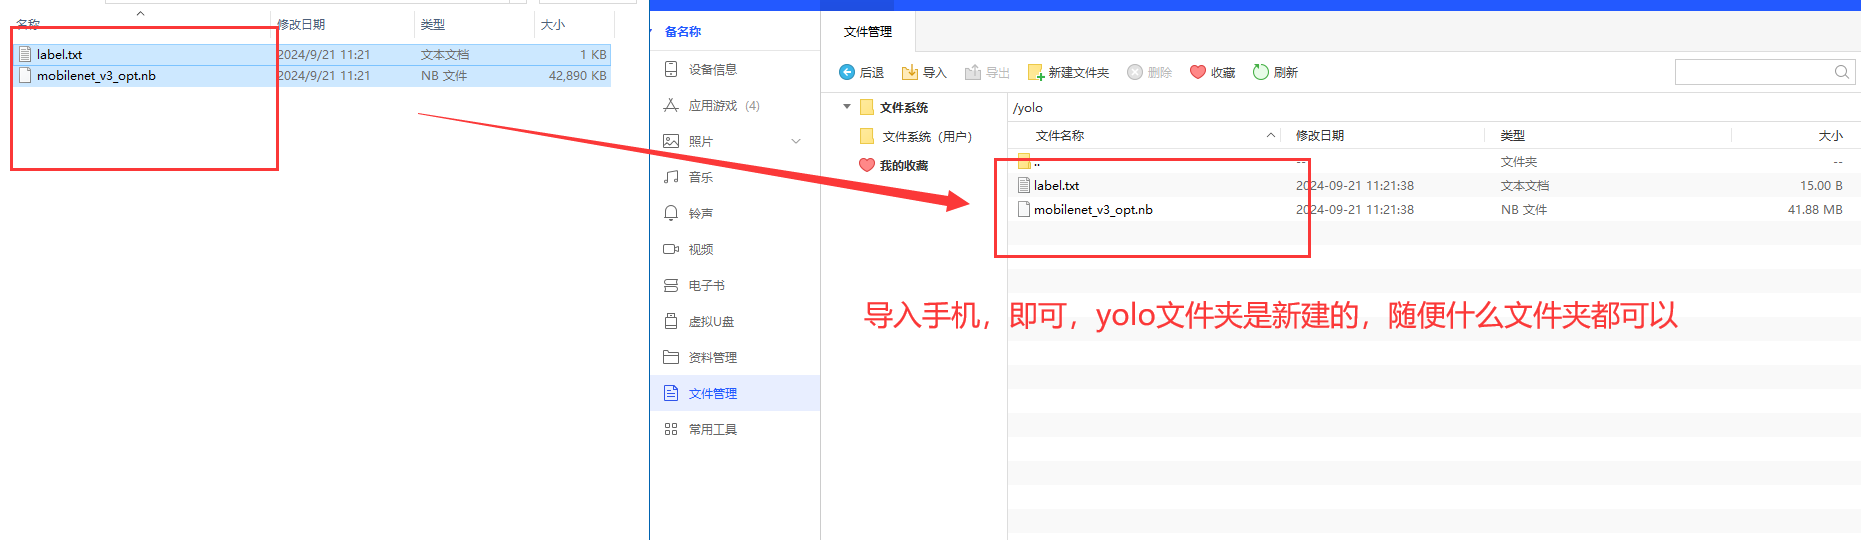 名称 修改日期 类型 大小
label.txt 2024/9/21 11:21 文本文档 1 KB
mobilenet_v3_opt.nb 2024/9/21 11:21 NB 文件 42,890 KB
备名称
设备信息
应用游戏 (4)
照片
音乐
铃声
视频
电子书
虚拟U盘
资料管理
文件管理
常用工具
文件管理
后退 导入 导出 新建文件夹 删除 收藏 刷新
文件系统
文件系统（用户）
我的收藏
/yolo
文件名称 修改日期 类型 大小
.. -- 文件夹 --
label.txt 2024-09-21 11:21:38 文本文档 15.00 B
mobilenet_v3_opt.nb 2024-09-21 11:21:38 NB 文件 41.88 MB
导入手机，即可，yolo文件夹是新建的，随便什么文件夹都可以